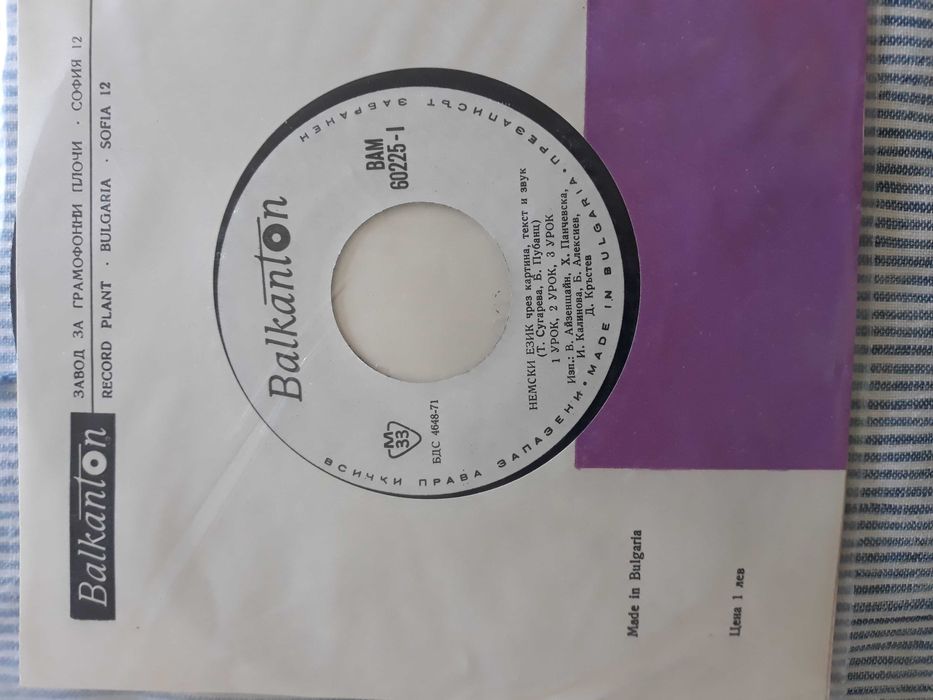 Balkanton
ЗАВОД ЗА ГРАМОФОННИ ПЛОЧИ · СОФИЯ 12
RECORD PLANT · BULGARIA · SOFIA 12
Balkanton
М
33
БДС 4648-71
ВАМ
60225-I
НЕМСКИ ЕЗИК чрез картина, текст и звук
(Т. Сугарева, Б. Пубанц)
1 УРОК, 2 УРОК, 3 УРОК
Изп.: В. Айзенщайн, Х. Панчевска,
И. Калинова, Б. Алексиев,
Д. Кръстев
ВСИЧКИ ПРАВА ЗАПАЗЕНИ • MADE IN BULGARIA • ПРЕЗАПИСЪТ ЗАБРАНЕН
Made in Bulgaria
Цена 1 лев